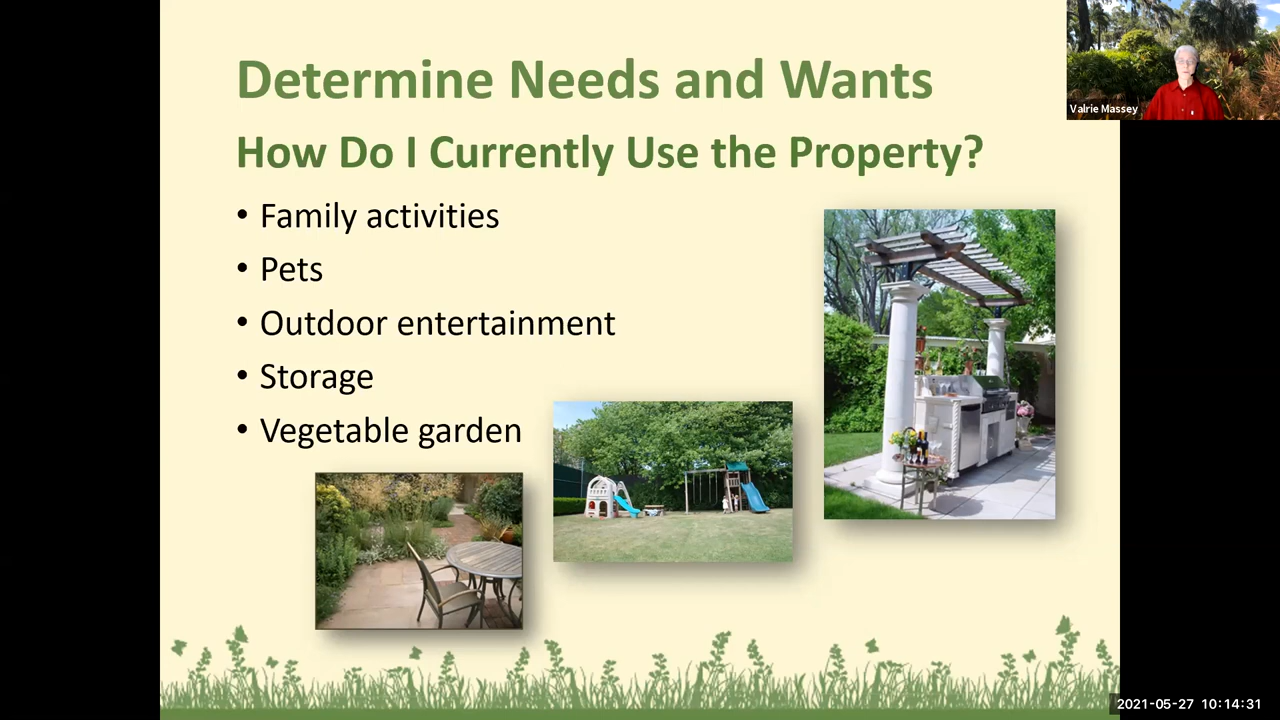 Determine Needs and Wants
How Do I Currently Use the Property?
• Family activities
• Pets
• Outdoor entertainment
• Storage
• Vegetable garden
Valrie Massey
2021-05-27 10:14:31